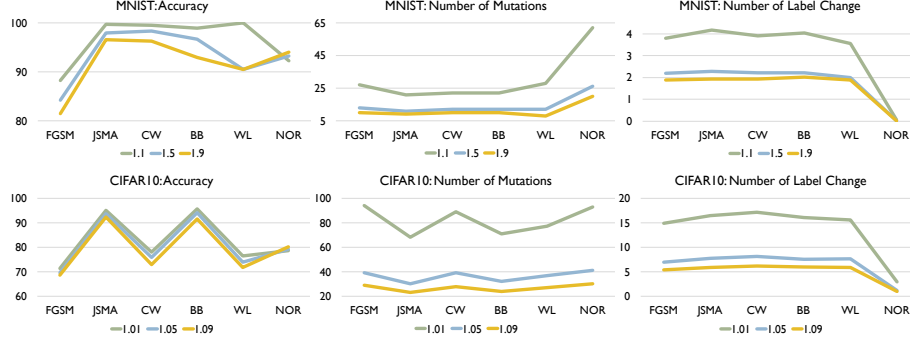 MNIST: Accuracy
100
90
80
FGSM JSMA CW BB WL NOR
1.1 1.5 1.9
MNIST: Number of Mutations
65
45
25
5
FGSM JSMA CW BB WL NOR
1.1 1.5 1.9
MNIST: Number of Label Change
4
3
2
1
0
FGSM JSMA CW BB WL NOR
1.1 1.5 1.9
CIFAR10: Accuracy
100
90
80
70
60
FGSM JSMA CW BB WL NOR
1.01 1.05 1.09
CIFAR10: Number of Mutations
100
80
60
40
20
FGSM JSMA CW BB WL NOR
1.01 1.05 1.09
CIFAR10: Number of Label Change
20
15
10
5
0
FGSM JSMA CW BB WL NOR
1.01 1.05 1.09